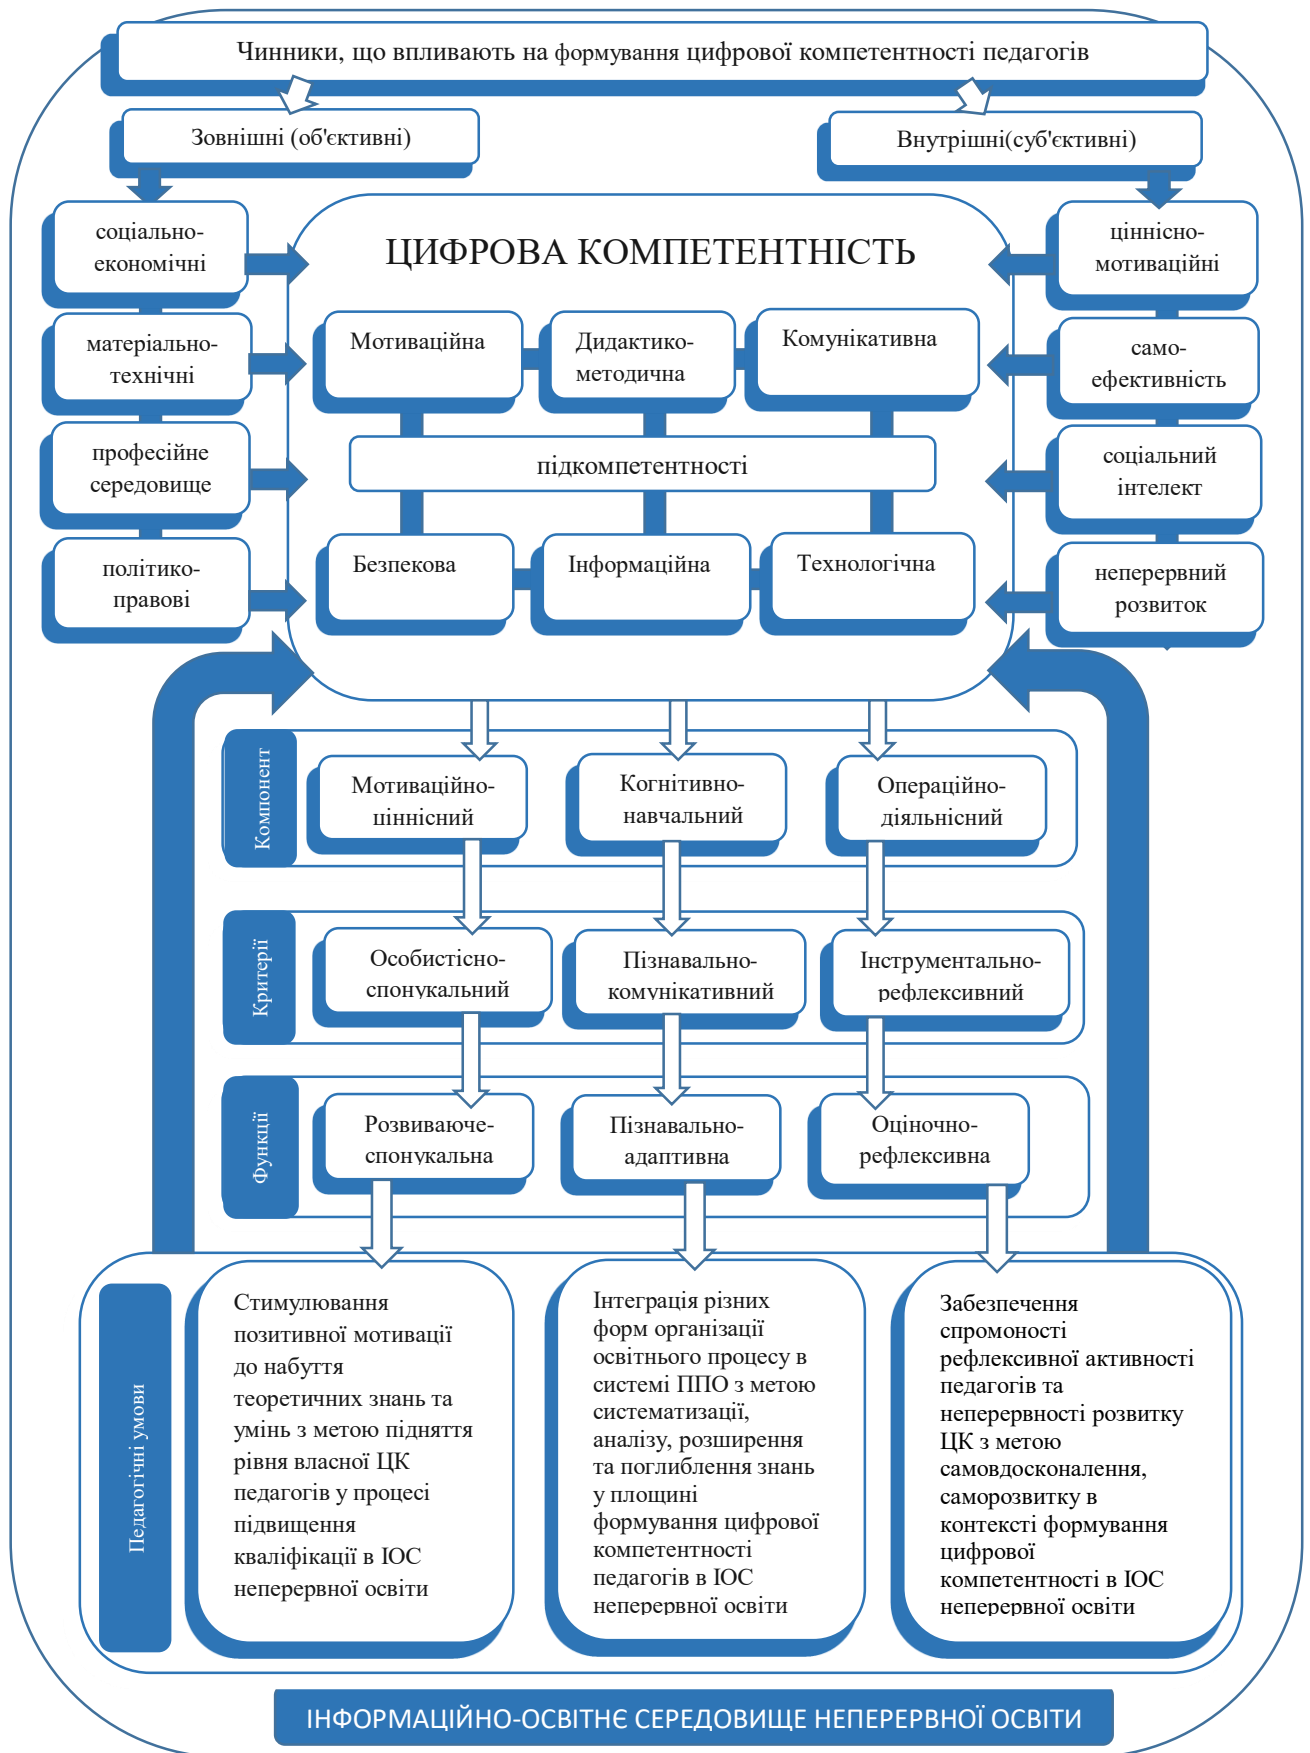 Чинники, що впливають на формування цифрової компетентності педагогів
Зовнішні (об'єктивні)
Внутрішні(суб'єктивні)
соціально-
економічні
матеріально-
технічні
професійне
середовище
політико-
правові
ЦИФРОВА КОМПЕТЕНТНІСТЬ
Мотиваційна
Дидактико-
методична
Комунікативна
підкомпетентності
Безпекова
Інформаційна
Технологічна
ціннісно-
мотиваційні
само-
ефективність
соціальний
інтелект
неперервний
розвиток
Компонент
Мотиваційно-
ціннісний
Когнітивно-
навчальний
Операційно-
діяльнісний
Критерії
Особистісно-
спонукальний
Пізнавально-
комунікативний
Інструментально-
рефлексивний
Функції
Розвиваюче-
спонукальна
Пізнавально-
адаптивна
Оціночно-
рефлексивна
Педагогічні умови
Стимулювання
позитивної мотивації
до набуття
теоретичних знань та
умінь з метою підняття
рівня власної ЦК
педагогів у процесі
підвищення
кваліфікації в ІОС
неперервної освіти
Інтеграція різних
форм організації
освітнього процесу в
системі ППО з метою
систематизації,
аналізу, розширення
та поглиблення знань
у площині
формування цифрової
компетентності
педагогів в ІОС
неперервної освіти
Забезпечення
спромоності
рефлексивної активності
педагогів та
неперервності розвитку
ЦК з метою
самовдосконалення,
саморозвитку в
контексті формування
цифрової
компетентності в ІОС
неперервної освіти
ІНФОРМАЦІЙНО-ОСВІТНЄ СЕРЕДОВИЩЕ НЕПЕРЕРВНОЇ ОСВІТИ